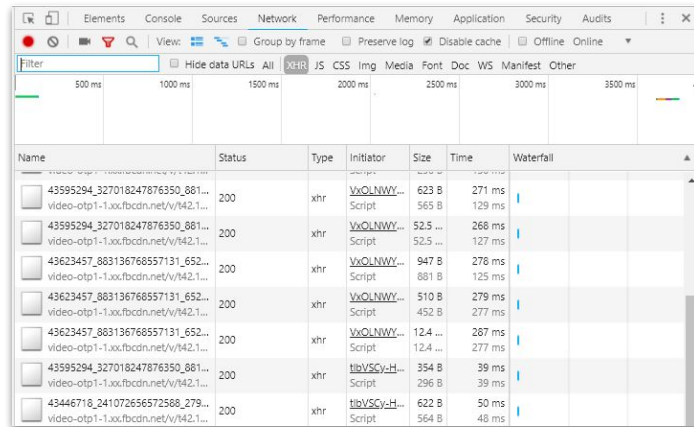 Elements Console Sources Network Performance Memory Application Security Audits
View: Group by frame Preserve log Disable cache Offline Online
Filter Hide data URLs All XHR JS CSS Img Media Font Doc WS Manifest Other
500 ms 1000 ms 1500 ms 2000 ms 2500 ms 3000 ms 3500 ms
Name Status Type Initiator Size Time Waterfall
43595294_327018247876350_881... 200 xhr VxOLNWY... 623 B 271 ms
video-otp1-1.xx.fbcdn.net/v/t42.1... Script 565 B 129 ms
43595294_327018247876350_881... 200 xhr VxOLNWY... 52.5 ... 268 ms
video-otp1-1.xx.fbcdn.net/v/t42.1... Script 52.5 ... 127 ms
43623457_883136768557131_652... 200 xhr VxOLNWY... 947 B 278 ms
video-otp1-1.xx.fbcdn.net/v/t42.1... Script 881 B 125 ms
43623457_883136768557131_652... 200 xhr VxOLNWY... 510 B 279 ms
video-otp1-1.xx.fbcdn.net/v/t42.1... Script 452 B 277 ms
43623457_883136768557131_652... 200 xhr VxOLNWY... 12.4 ... 287 ms
video-otp1-1.xx.fbcdn.net/v/t42.1... Script 12.4 ... 277 ms
43595294_327018247876350_881... 200 xhr tlbVSCy-H... 354 B 39 ms
video-otp1-1.xx.fbcdn.net/v/t42.1... Script 296 B 39 ms
43446718_241072656572588_279... 200 xhr tlbVSCy-H... 622 B 50 ms
video-otp1-1.xx.fbcdn.net/v/t42.1... Script 564 B 48 ms